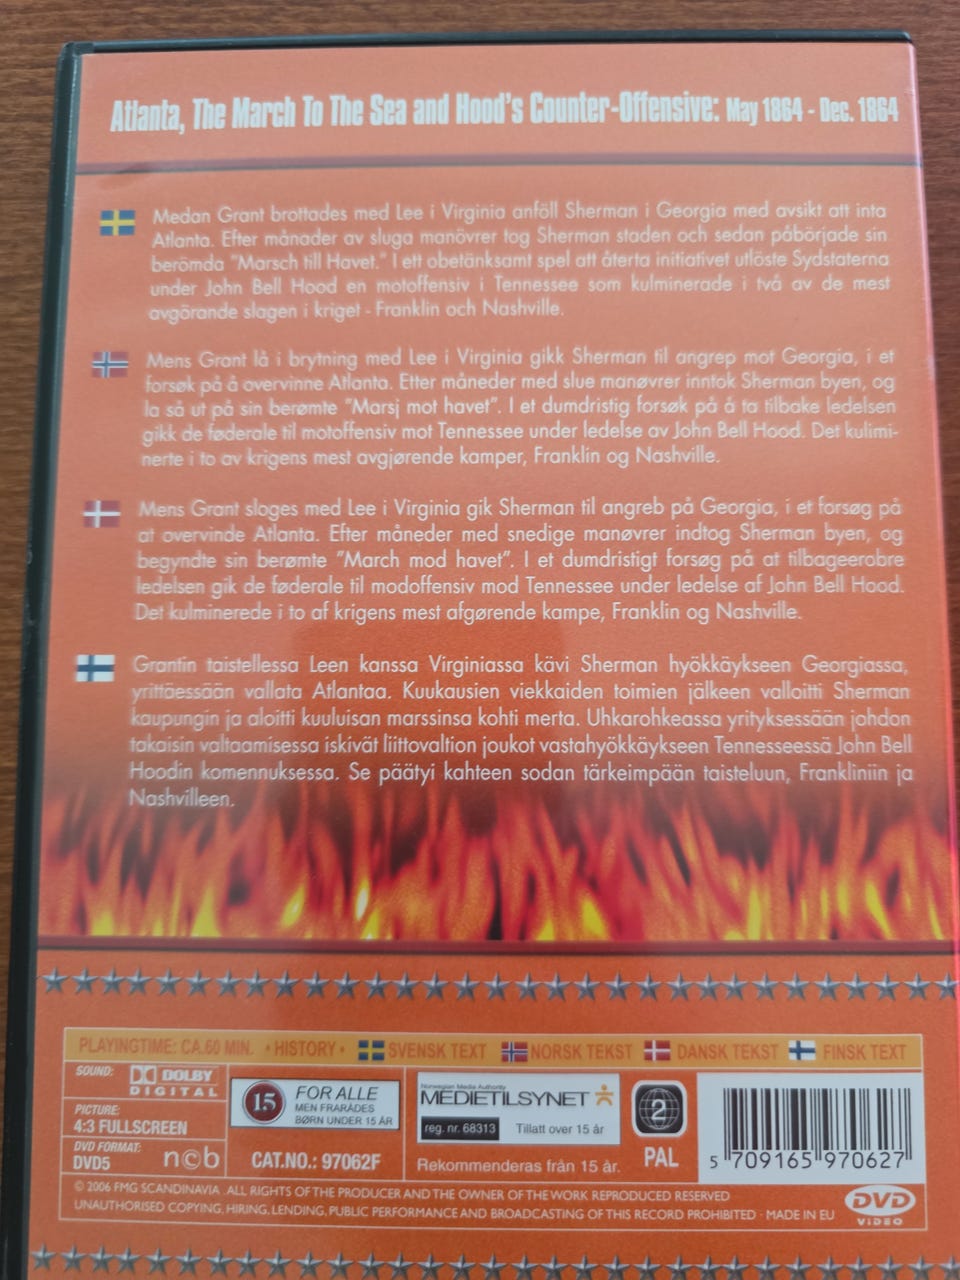 Atlanta, The March To The Sea and Hood's Counter-Offensive: May 1864 - Dec. 1864
Medan Grant brottades med Lee i Virginia anföll Sherman i Georgia med avsikt att inta
Atlanta. Efter månader av sluga manövrer tog Sherman staden och sedan påbörjade sin
berömda "Marsch till Havet." I ett obetänksamt spel att återta initiativet utlöste Sydstaterna
under John Bell Hood en motoffensiv i Tennessee som kulminerade i två av de mest
avgörande slagen i kriget - Franklin och Nashville.
Mens Grant lå i brytning med Lee i Virginia gikk Sherman til angrep mot Georgia, i et
forsøk på å overvinne Atlanta. Etter måneder med slue manøvrer inntok Sherman byen, og
la så ut på sin berømte "Marsj mot havet". I et dumdristig forsøk på å ta tilbake ledelsen
gikk de føderale til motoffensiv mot Tennessee under ledelse av John Bell Hood. Det kulimi-
nerte i to av krigens mest avgjørende kamper, Franklin og Nashville.
Mens Grant sloges med Lee i Virginia gik Sherman til angreb på Georgia, i et forsøg på
at overvinde Atlanta. Efter måneder med snedige manøvrer indtog Sherman byen, og
begyndte sin berømte "March mod havet". I et dumdristigt forsøg på at tilbageerobre
ledelsen gik de føderale til modoffensiv mod Tennessee under ledelse af John Bell Hood.
Det kulminerede i to af krigens mest afgørende kampe, Franklin og Nashville.
Grantin taistellessa Leen kanssa Virginiassa kävi Sherman hyökkäykseen Georgiassa,
yrittäessään vallata Atlantaa. Kuukausien viekkaiden toimien jälkeen valloitti Sherman
kaupungin ja aloitti kuuluisan marssinsa kohti merta. Uhkarohkeassa yrityksessään johdon
takaisin valtaamisessa iskivät liittovaltion joukot vastahyökkäykseen Tennesseessä John Bell
Hoodin komennuksessa. Se päätyi kahteen sodan tärkeimpään taisteluun, Frankliniin ja
Nashvilleen.
PLAYINGTIME: CA.60 MIN. • HISTORY • SVENSK TEXT NORSK TEKST DANSK TEKST FINSK TEXT
SOUND: DOLBY DIGITAL
PICTURE:
4:3 FULLSCREEN
DVD FORMAT:
DVD5
ncb
15 FOR ALLE
MEN FRARÅDES
BØRN UNDER 15 ÅR
CAT.NO.: 97062F
Norwegian Media Authority
MEDIETILSYNET
reg. nr. 68313 Tillatt over 15 år
Rekommenderas från 15 år.
2
PAL
5 709165 970627
© 2006 FMG SCANDINAVIA . ALL RIGHTS OF THE PRODUCER AND THE OWNER OF THE WORK REPRODUCED RESERVED
UNAUTHORISED COPYING, HIRING, LENDING, PUBLIC PERFORMANCE AND BROADCASTING OF THIS RECORD PROHIBITED · MADE IN EU
DVD
VIDEO